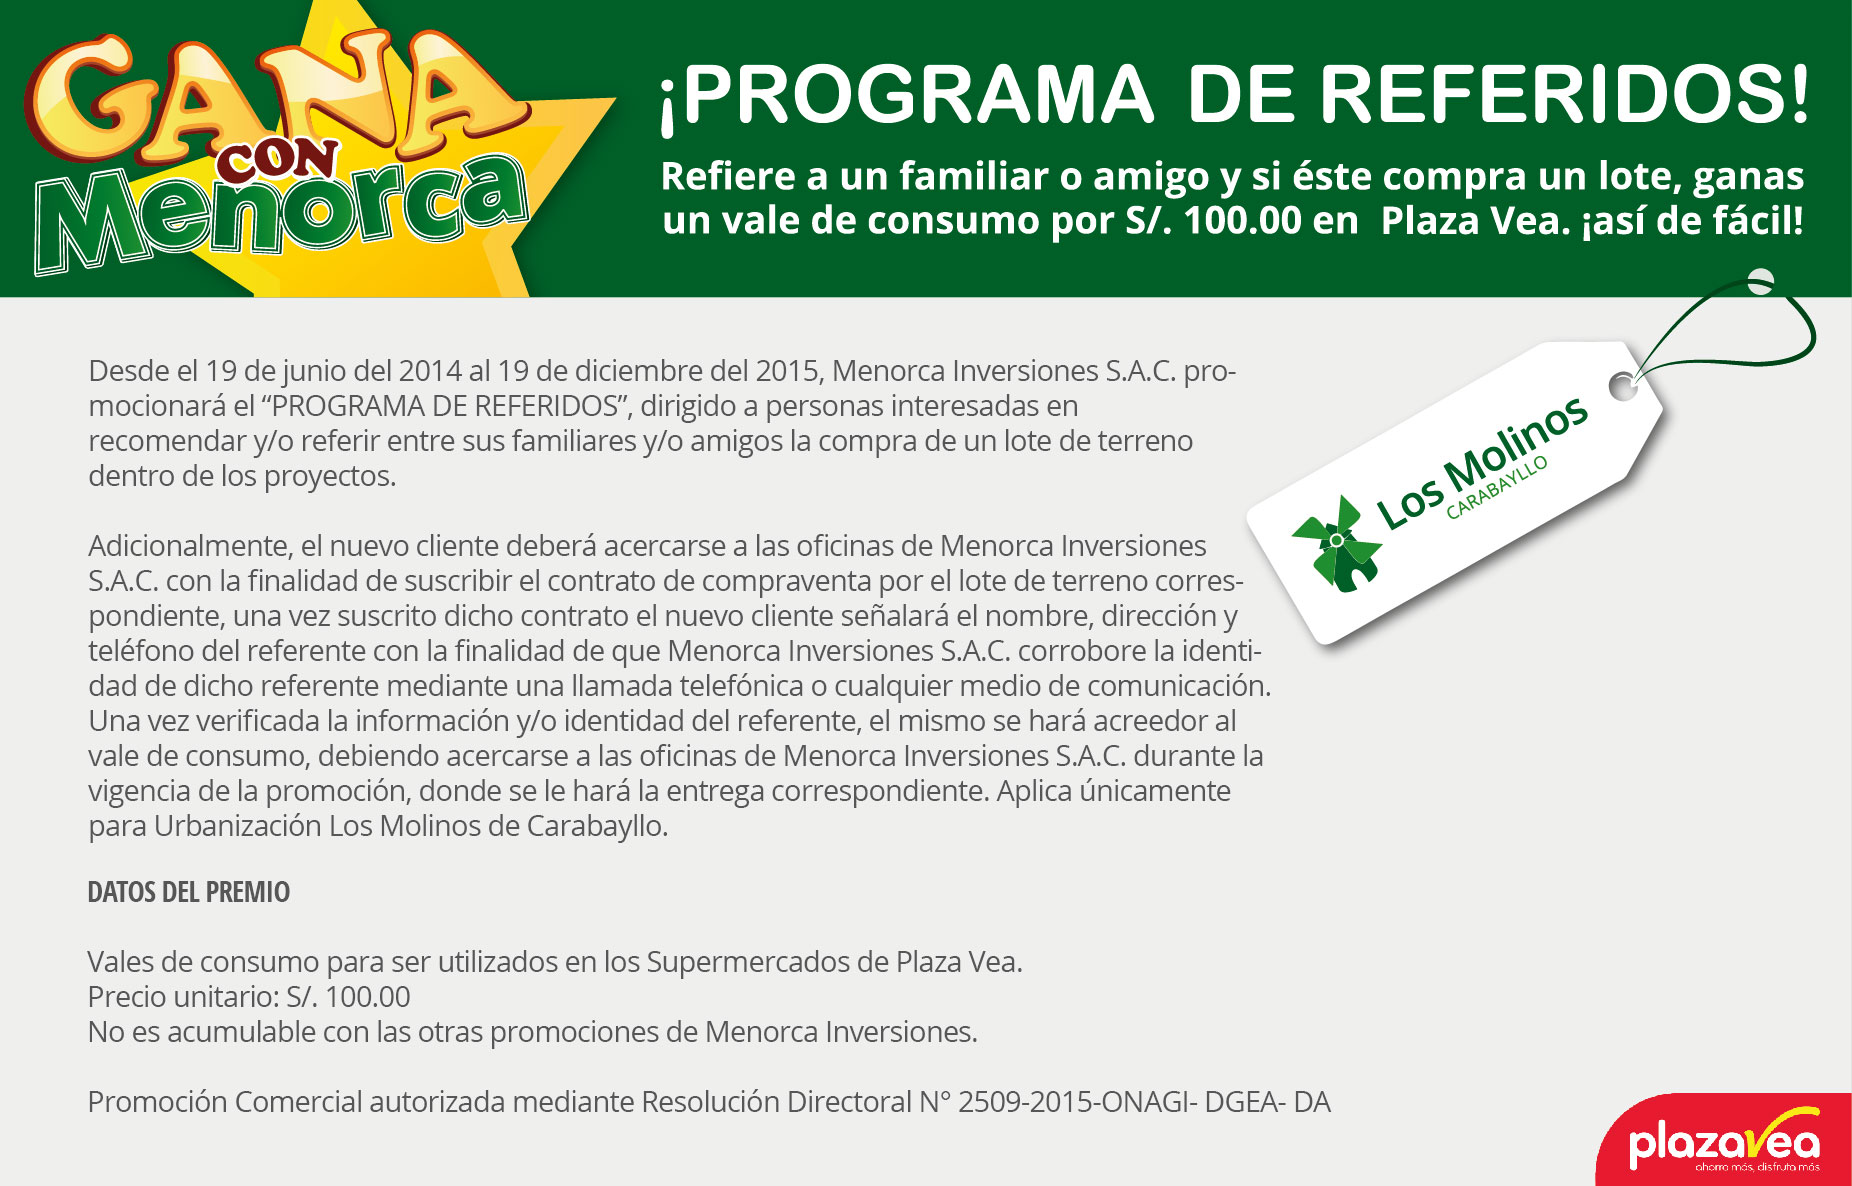 GANA
CON
Menorca
¡PROGRAMA DE REFERIDOS!
Refiere a un familiar o amigo y si éste compra un lote, ganas
un vale de consumo por S/. 100.00 en Plaza Vea. ¡así de fácil!
Desde el 19 de junio del 2014 al 19 de diciembre del 2015, Menorca Inversiones S.A.C. pro-
mocionará el “PROGRAMA DE REFERIDOS”, dirigido a personas interesadas en
recomendar y/o referir entre sus familiares y/o amigos la compra de un lote de terreno
dentro de los proyectos.
Los Molinos
CARABAYLLO
Adicionalmente, el nuevo cliente deberá acercarse a las oficinas de Menorca Inversiones
S.A.C. con la finalidad de suscribir el contrato de compraventa por el lote de terreno corres-
pondiente, una vez suscrito dicho contrato el nuevo cliente señalará el nombre, dirección y
teléfono del referente con la finalidad de que Menorca Inversiones S.A.C. corrobore la identi-
dad de dicho referente mediante una llamada telefónica o cualquier medio de comunicación.
Una vez verificada la información y/o identidad del referente, el mismo se hará acreedor al
vale de consumo, debiendo acercarse a las oficinas de Menorca Inversiones S.A.C. durante la
vigencia de la promoción, donde se le hará la entrega correspondiente. Aplica únicamente
para Urbanización Los Molinos de Carabayllo.
DATOS DEL PREMIO
Vales de consumo para ser utilizados en los Supermercados de Plaza Vea.
Precio unitario: S/. 100.00
No es acumulable con las otras promociones de Menorca Inversiones.
Promoción Comercial autorizada mediante Resolución Directoral N° 2509-2015-ONAGI- DGEA- DA
plazavea
ahorra más, disfruta más